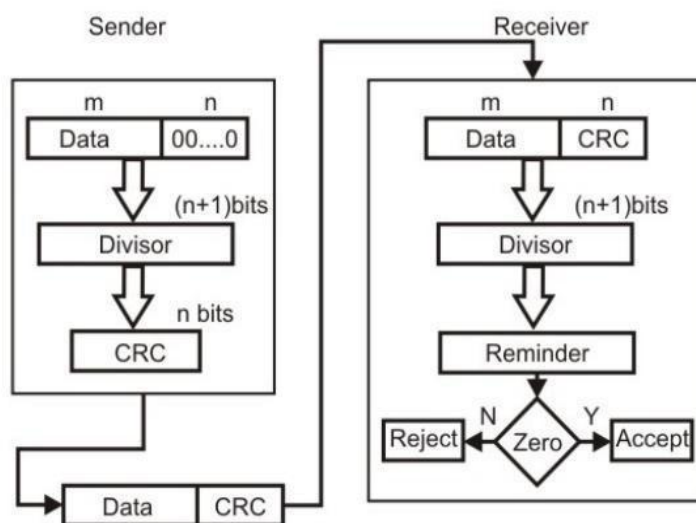 Sender
m n
Data 00....0
(n+1)bits
Divisor
n bits
CRC
Data CRC
Receiver
m n
Data CRC
(n+1)bits
Divisor
Reminder
N Y
Reject Zero Accept